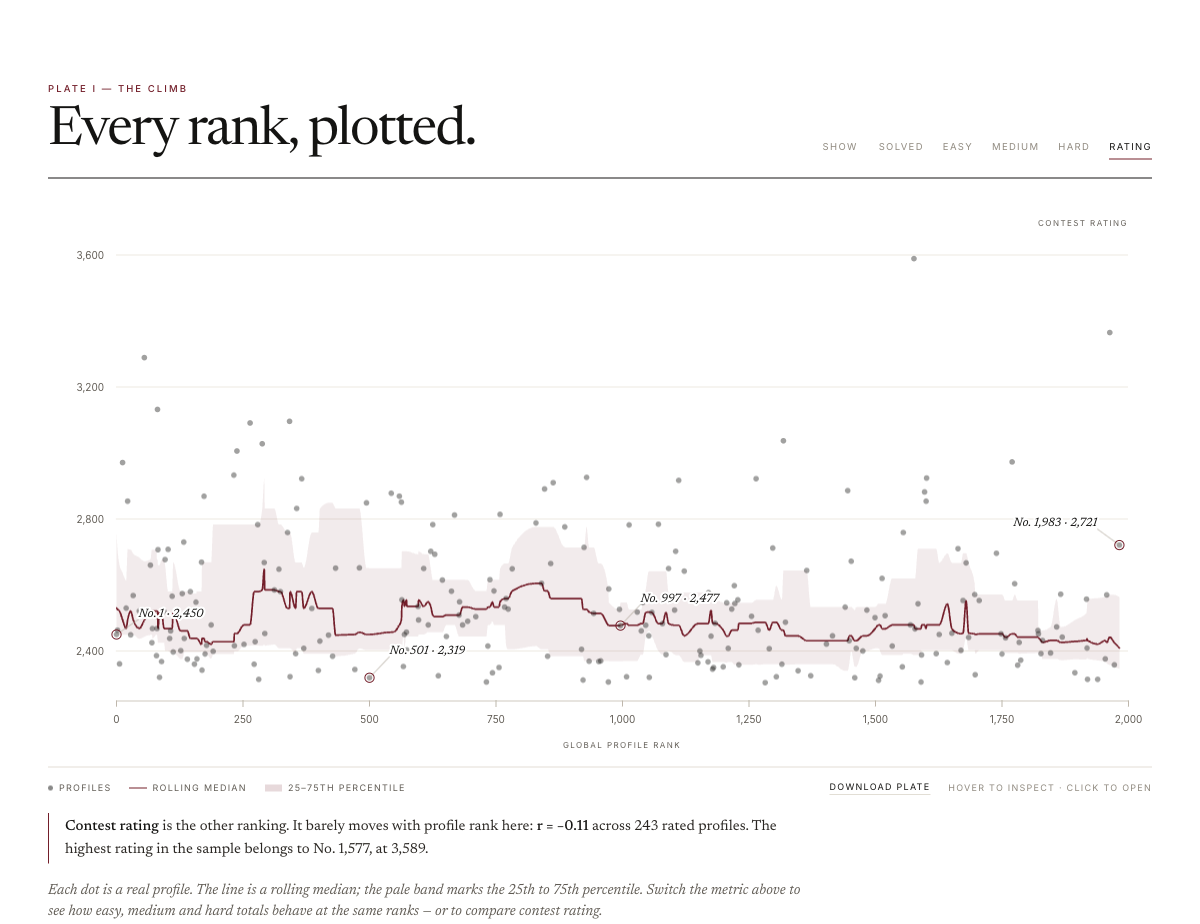 PLATE I — THE CLIMB
Every rank, plotted.
SHOW SOLVED EASY MEDIUM HARD RATING
CONTEST RATING
3,600
3,200
2,800
2,400
No. 1 · 2,450
No. 501 · 2,319
No. 997 · 2,477
No. 1,983 · 2,721
0 250 500 750 1,000 1,250 1,500 1,750 2,000
GLOBAL PROFILE RANK
PROFILES ROLLING MEDIAN 25–75TH PERCENTILE
DOWNLOAD PLATE HOVER TO INSPECT · CLICK TO OPEN
Contest rating is the other ranking. It barely moves with profile rank here: r = −0.11 across 243 rated profiles. The
highest rating in the sample belongs to No. 1,577, at 3,589.
Each dot is a real profile. The line is a rolling median; the pale band marks the 25th to 75th percentile. Switch the metric above to
see how easy, medium and hard totals behave at the same ranks – or to compare contest rating.